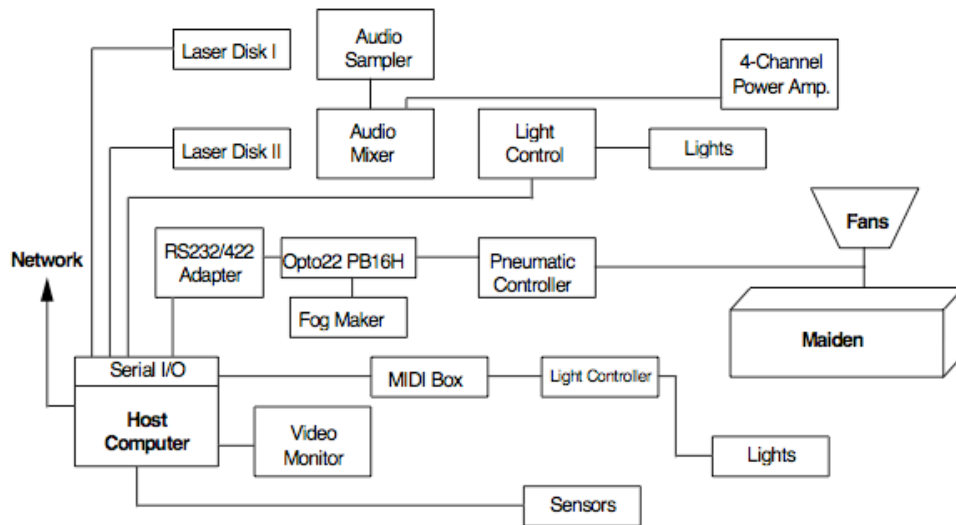 Laser Disk I
Audio
Sampler
4-Channel
Power Amp.
Laser Disk II
Audio
Mixer
Light
Control
Lights
Fans
Network
RS232/422
Adapter
Opto22 PB16H
Pneumatic
Controller
Fog Maker
Maiden
Serial I/O
MIDI Box
Light Controller
Host
Computer
Video
Monitor
Lights
Sensors